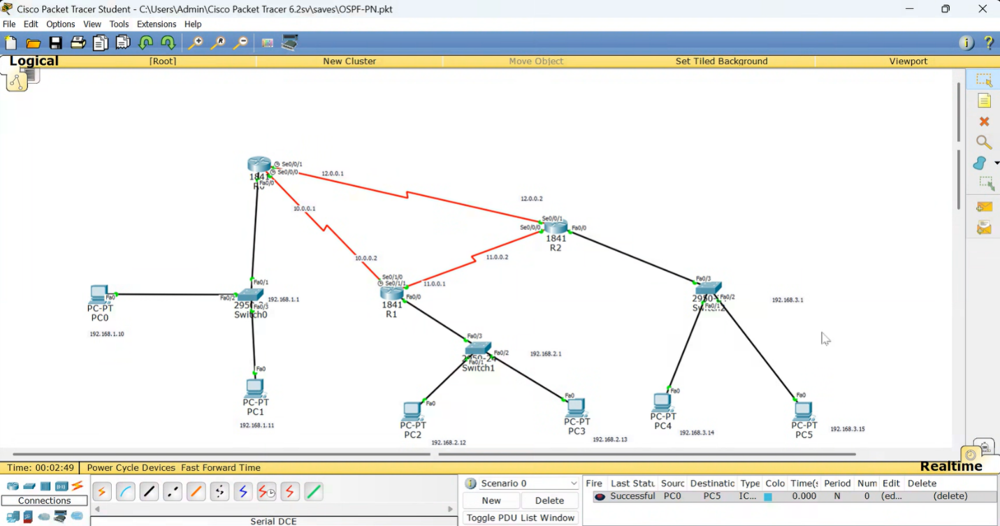 Cisco Packet Tracer Student - C:\Users\Admin\Cisco Packet Tracer 6.2sv\saves\OSPF-PN.pkt
File Edit Options View Tools Extensions Help
Logical [Root] New Cluster Move Object Set Tiled Background Viewport
Se0/0/1
Se0/0/0
1841
Fa0/0
12.0.0.1
12.0.0.2
10.0.0.1
Se0/0/1
Se0/0/0
Fa0/0
1841
R2
11.0.0.2
10.0.0.2
Se0/1/0
Se0/1/1
11.0.0.1
Fa0/0
1841
R1
Fa0/1
Fa0/2
192.168.1.1
Fa0/3
Switch0
Fa0
PC-PT
PC0
192.168.1.10
Fa0/3
Fa0/2
Fa0/1
192.168.3.1
Fa0/3
Fa0/2
Fa0/1
Switch1
192.168.2.1
Fa0
PC-PT
PC1
192.168.1.11
Fa0
PC-PT
PC2
192.168.2.12
Fa0
PC-PT
PC3
192.168.2.13
Fa0
PC-PT
PC4
192.168.3.14
Fa0
PC-PT
PC5
192.168.3.15
Time: 00:02:49 Power Cycle Devices Fast Forward Time Realtime
Connections
Serial DCE
Scenario 0
New Delete
Toggle PDU List Window
Fire Last Statu Sourc Destinatic Type Colo Time(s Period Num Edit Delete
Successful PC0 PC5 IC... 0.000 N 0 (ed... (delete)